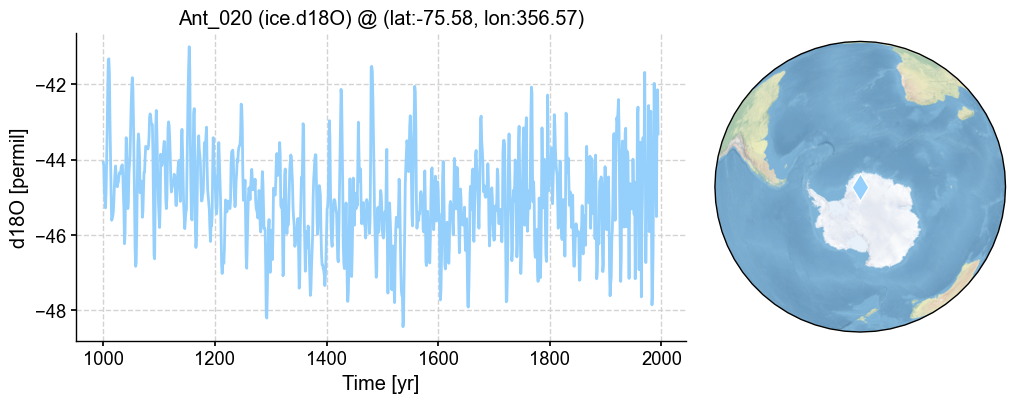 Ant_020 (ice.d18O) @ (lat:-75.58, lon:356.57)
d18O [permil]
−42
−44
−46
−48
1000 1200 1400 1600 1800 2000
Time [yr]